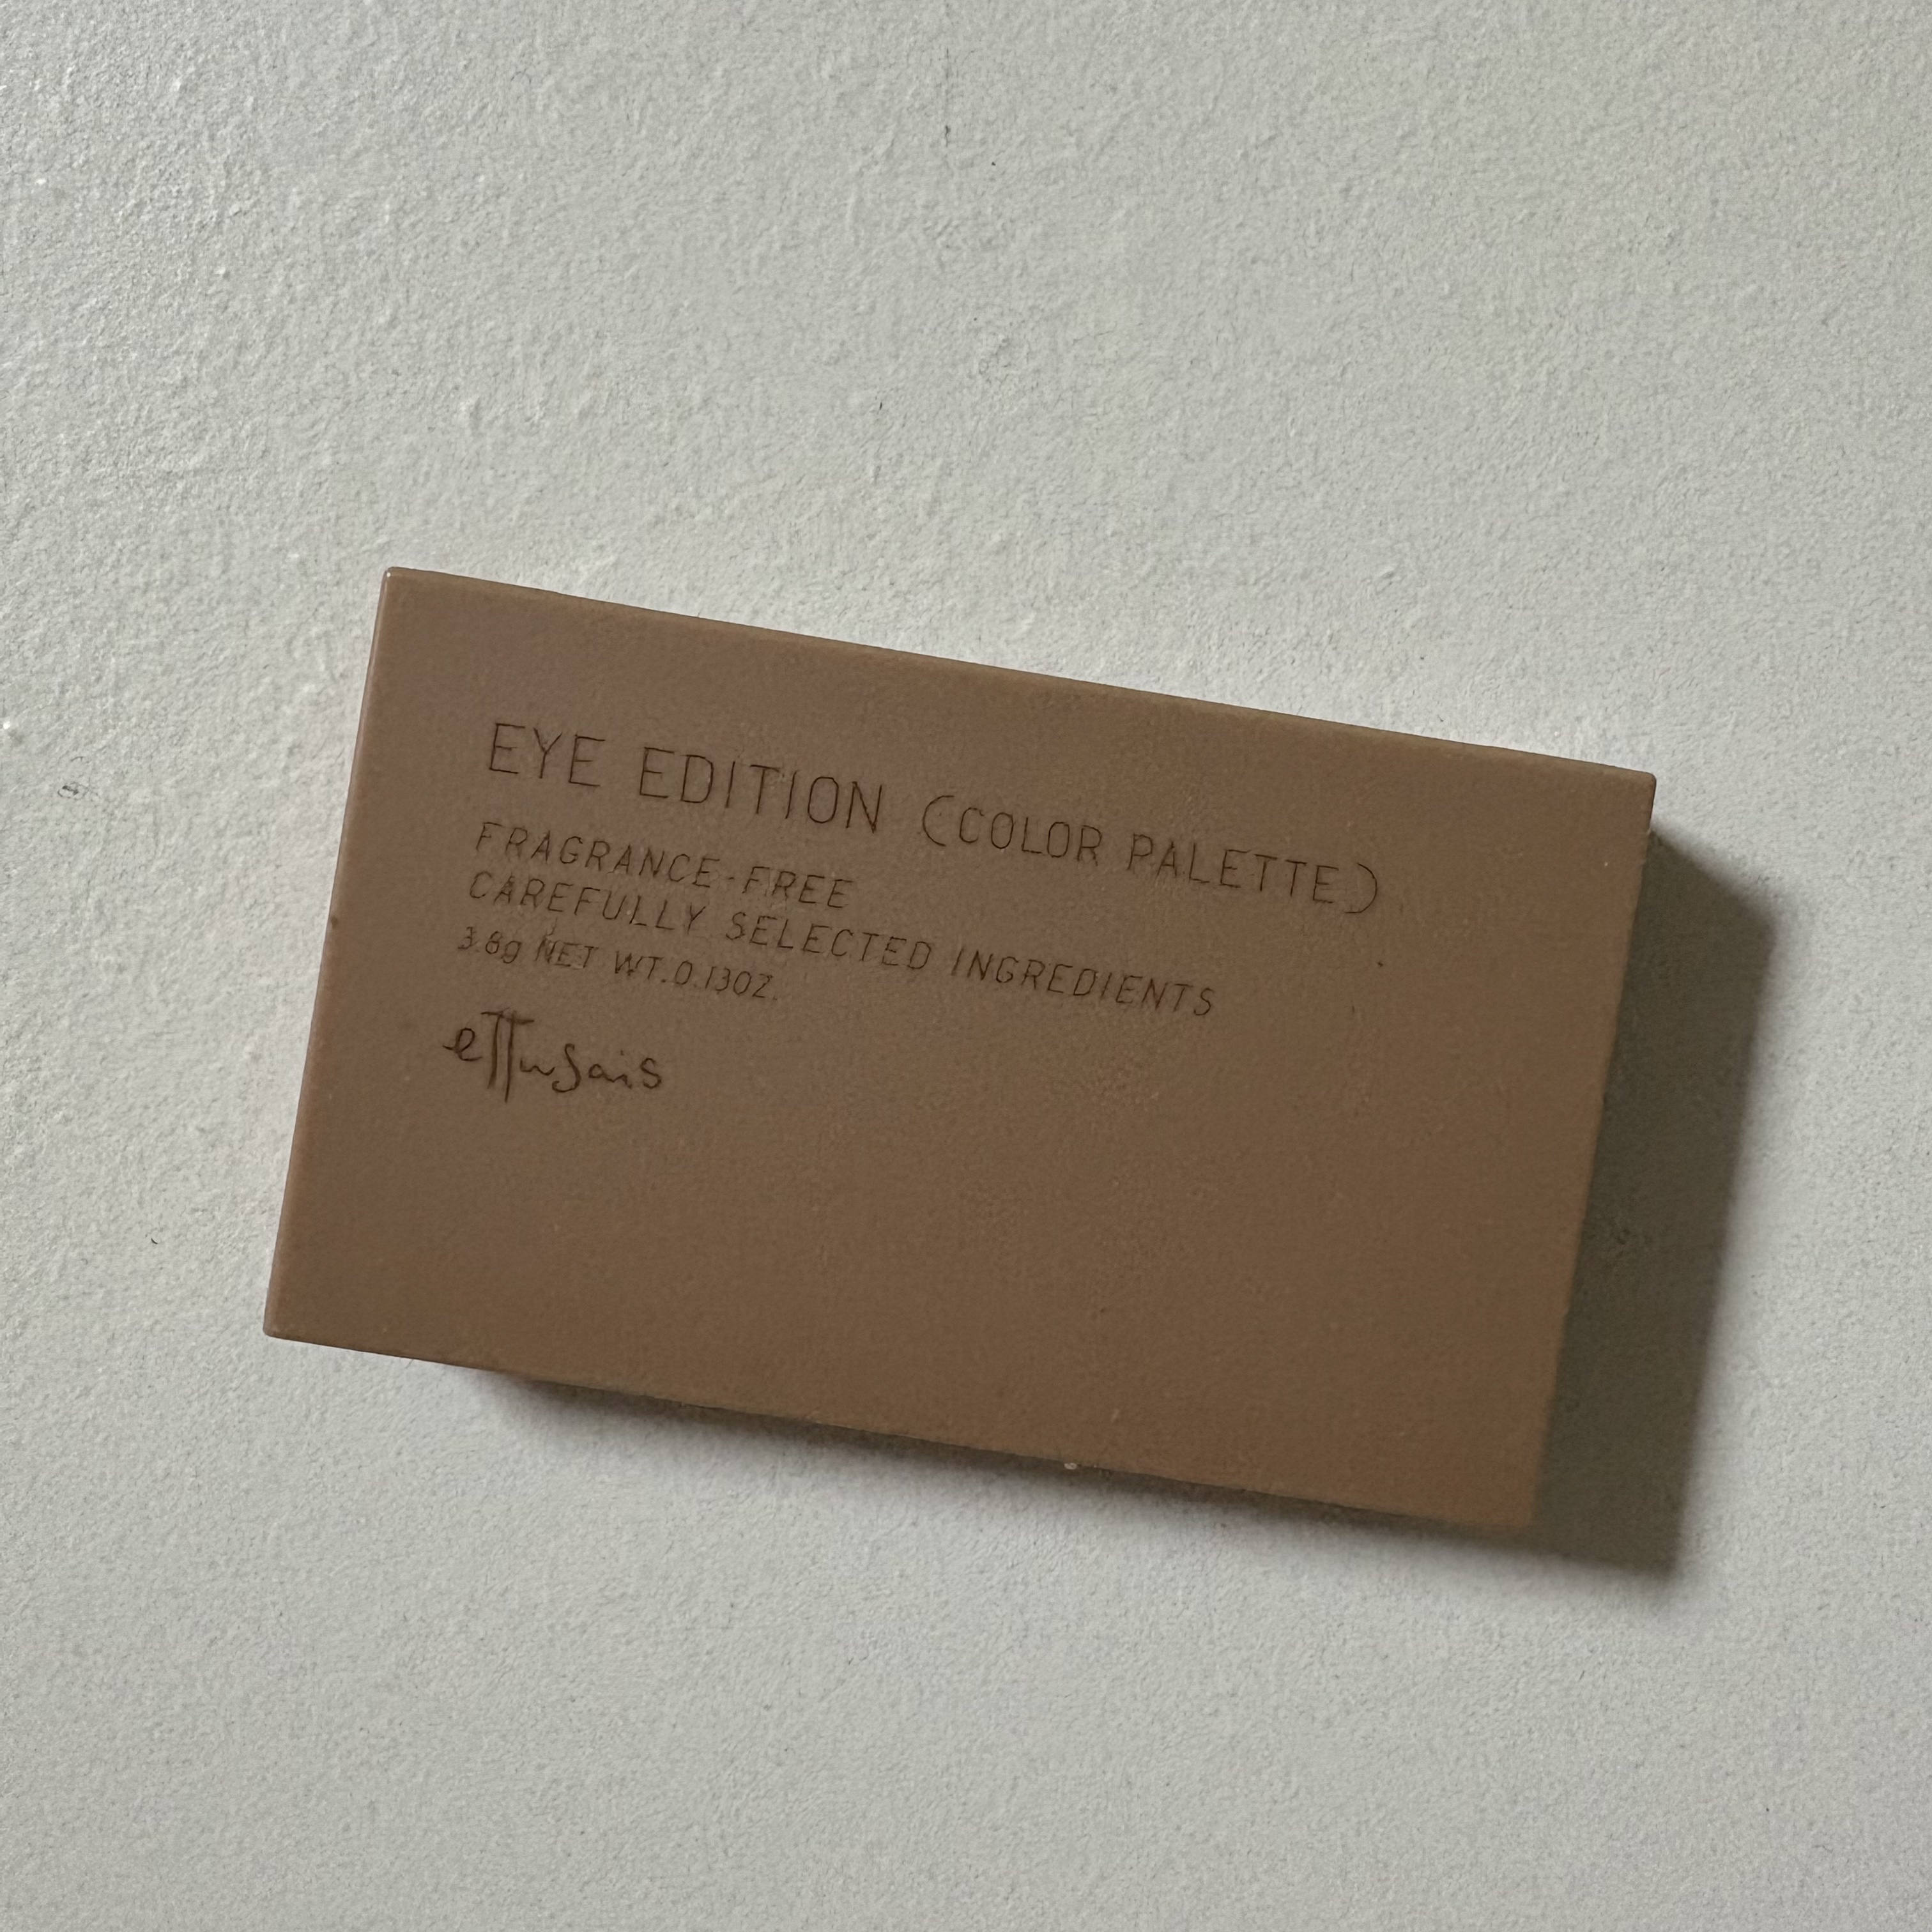 EYE EDITION (COLOR PALETTE)
FRAGRANCE-FREE
CAREFULLY SELECTED INGREDIENTS
3.8g NET WT.0.13OZ.
ettusais